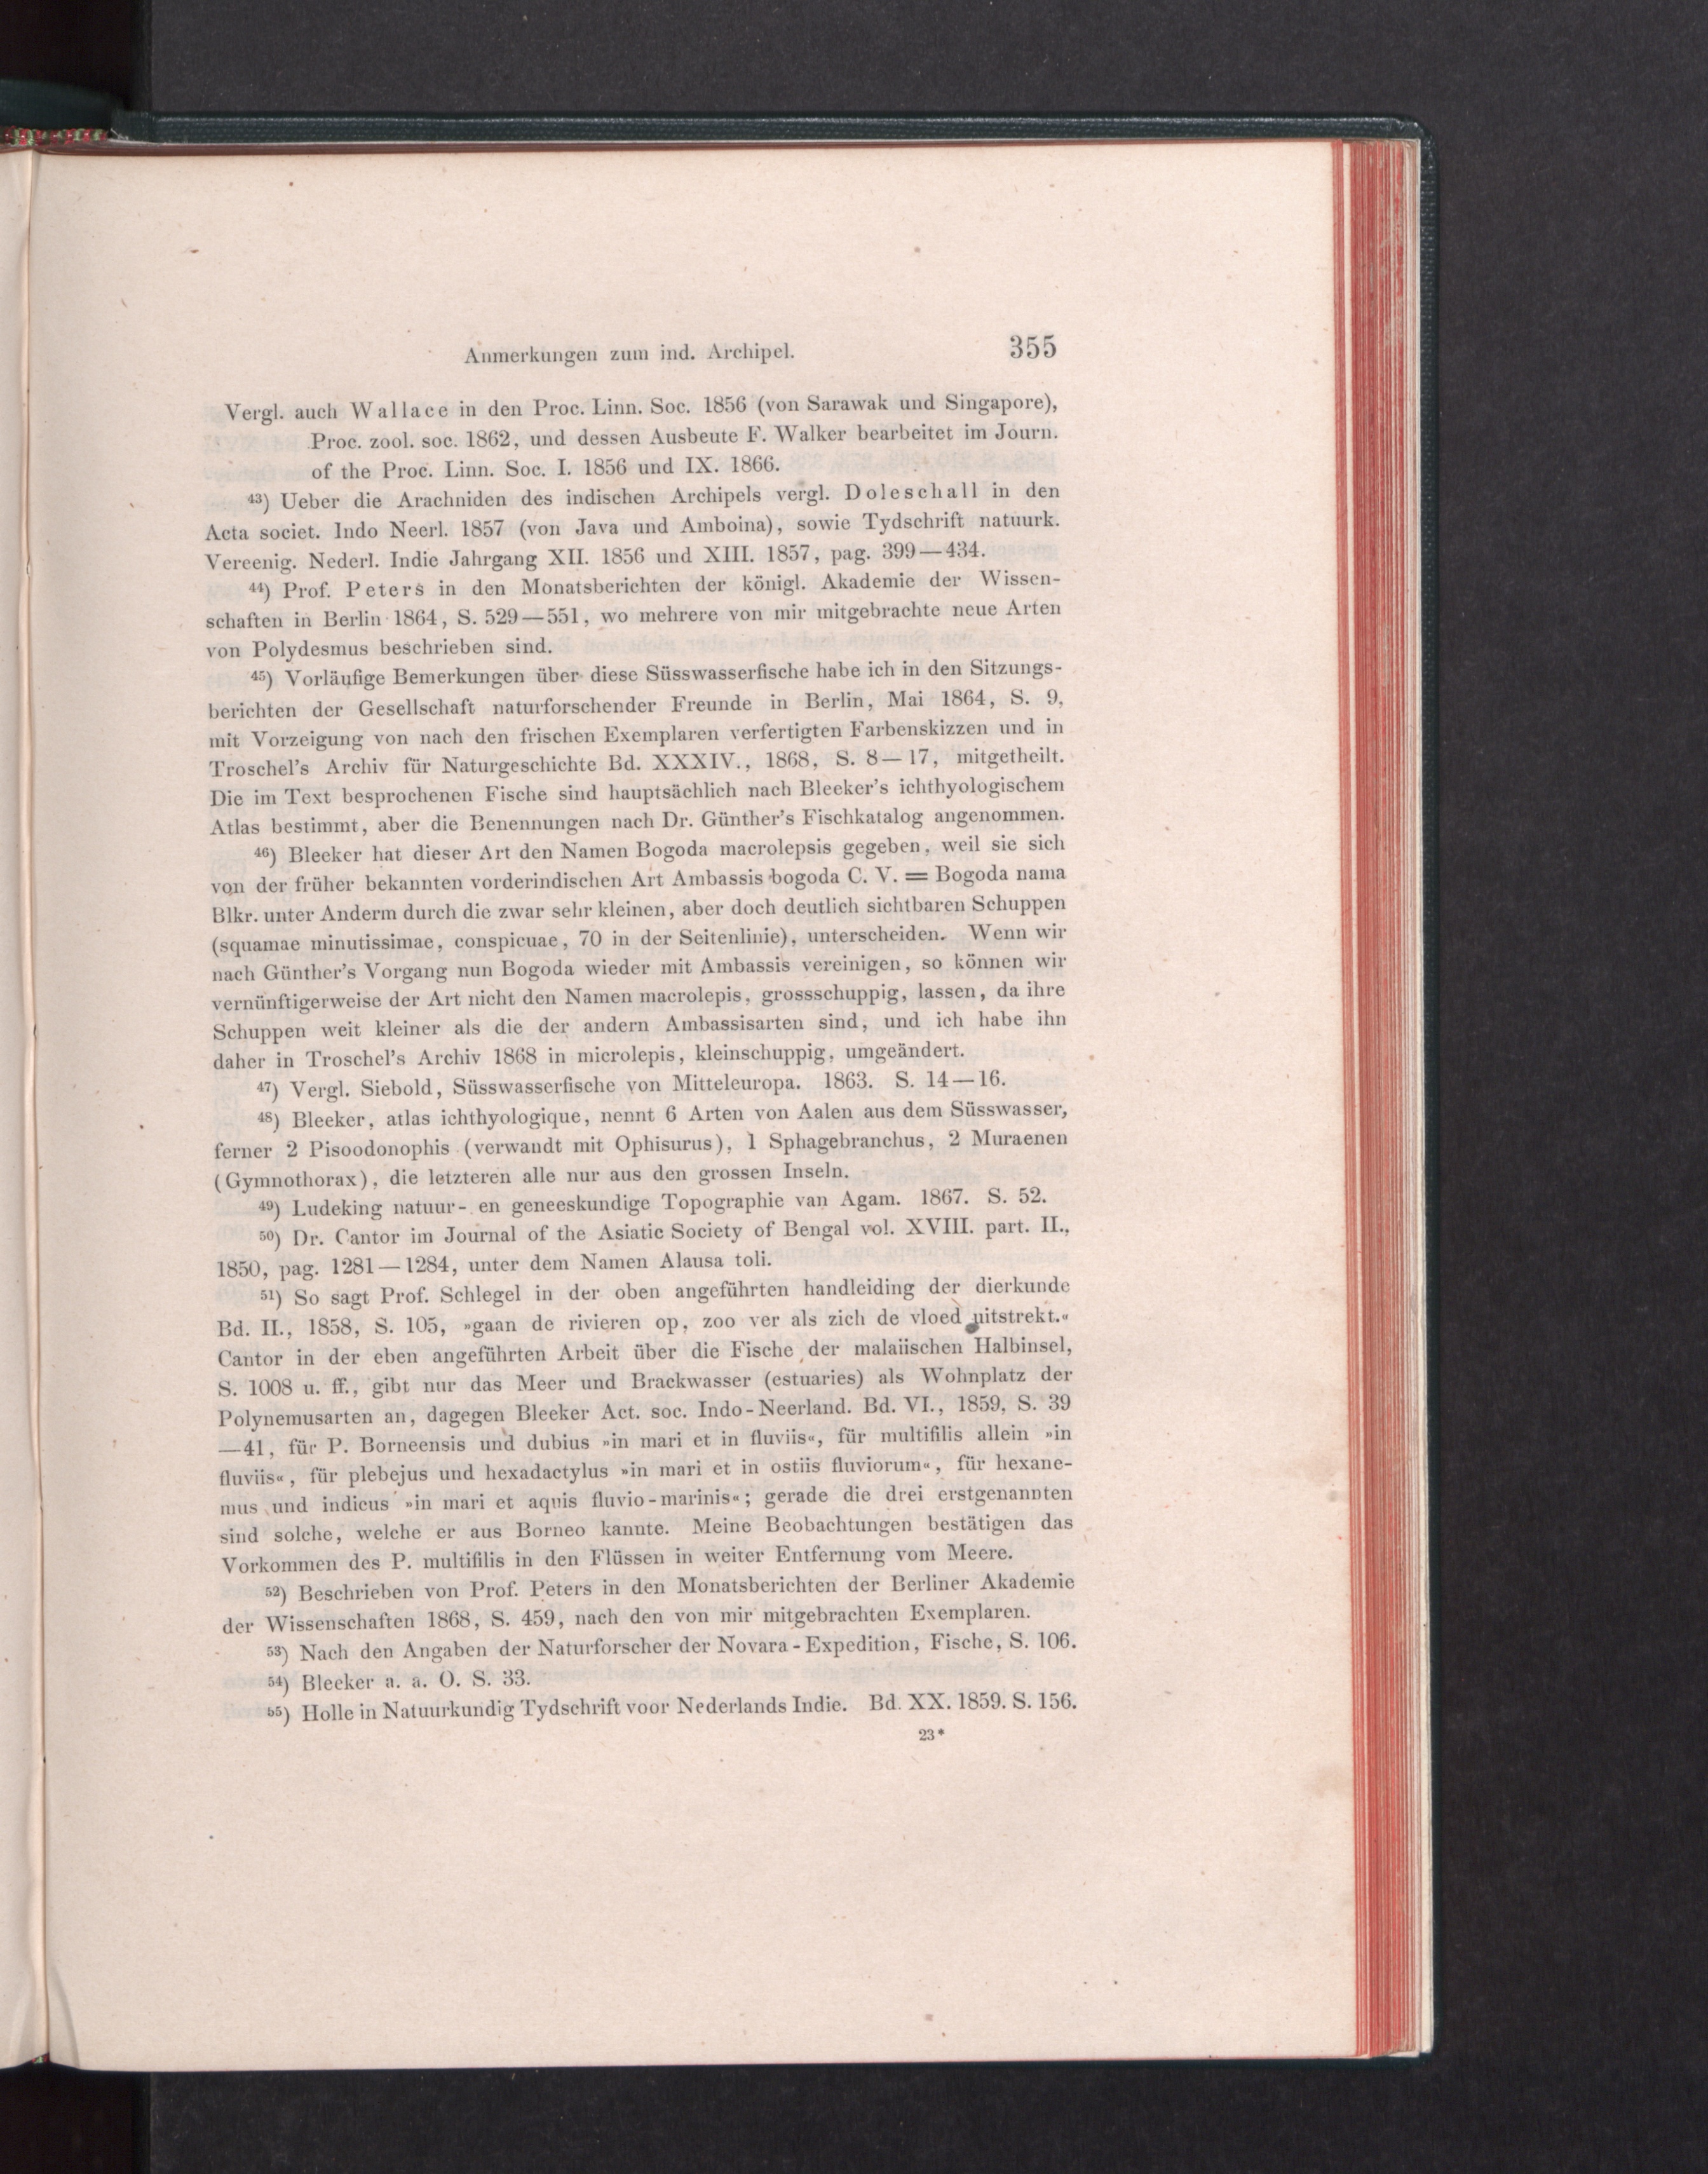 Anmerkungen zum ind. Archipel. 355
Vergl. auch Wallace in den Proc. Linn. Soc. 1856 (von Sarawak und Singapore),
Proc. zool. soc. 1862, und dessen Ausbeute F. Walker bearbeitet im Journ.
of the Proc. Linn. Soc. I. 1856 und IX. 1866.
43) Ueber die Arachniden des indischen Archipels vergl. Doleschall in den
Acta societ. Indo Neerl. 1857 (von Java und Amboina), sowie Tydschrift natuurk.
Vereenig. Nederl. Indie Jahrgang XII. 1856 und XIII. 1857, pag. 399—434.
44) Prof. Peters in den Monatsberichten der königl. Akademie der Wissen-
schaften in Berlin 1864, S. 529—551, wo mehrere von mir mitgebrachte neue Arten
von Polydesmus beschrieben sind.
45) Vorläufige Bemerkungen über diese Süsswasserfische habe ich in den Sitzungs-
berichten der Gesellschaft naturforschender Freunde in Berlin, Mai 1864, S. 9,
mit Vorzeigung von nach den frischen Exemplaren verfertigten Farbenskizzen und in
Troschel's Archiv für Naturgeschichte Bd. XXXIV., 1868, S. 8—17, mitgetheilt.
Die im Text besprochenen Fische sind hauptsächlich nach Bleeker's ichthyologischem
Atlas bestimmt, aber die Benennungen nach Dr. Günther's Fischkatalog angenommen.
46) Bleeker hat dieser Art den Namen Bogoda macrolepsis gegeben, weil sie sich
von der früher bekannten vorderindischen Art Ambassis bogoda C. V. = Bogoda nama
Blkr. unter Anderm durch die zwar sehr kleinen, aber doch deutlich sichtbaren Schuppen
(squamae minutissimae, conspicuae, 70 in der Seitenlinie), unterscheiden. Wenn wir
nach Günther's Vorgang nun Bogoda wieder mit Ambassis vereinigen, so können wir
vernünftigerweise der Art nicht den Namen macrolepis, grossschuppig, lassen, da ihre
Schuppen weit kleiner als die der andern Ambassisarten sind, und ich habe ihn
daher in Troschel's Archiv 1868 in microlepis, kleinschuppig, umgeändert.
47) Vergl. Siebold, Süsswasserfische von Mitteleuropa. 1863. S. 14—16.
48) Bleeker, atlas ichthyologique, nennt 6 Arten von Aalen aus dem Süsswasser,
ferner 2 Pisoodonophis (verwandt mit Ophisurus), 1 Sphagebranchus, 2 Muraenen
(Gymnothorax), die letzteren alle nur aus den grossen Inseln.
49) Ludeking natuur- en geneeskundige Topographie van Agam. 1867. S. 52.
50) Dr. Cantor im Journal of the Asiatic Society of Bengal vol. XVIII. part. II.,
1850, pag. 1281—1284, unter dem Namen Alausa toli.
51) So sagt Prof. Schlegel in der oben angeführten handleiding der dierkunde
Bd. II., 1858, S. 105, »gaan de rivieren op, zoo ver als zich de vloed uitstrekt.«
Cantor in der eben angeführten Arbeit über die Fische der malaiischen Halbinsel,
S. 1008 u. ff., gibt nur das Meer und Brackwasser (estuaries) als Wohnplatz der
Polynemusarten an, dagegen Bleeker Act. soc. Indo-Neerland. Bd. VI., 1859, S. 39
—41, für P. Borneensis und dubius »in mari et in fluviis«, für multifilis allein »in
fluviis«, für plebejus und hexadactylus »in mari et in ostiis fluviorum«, für hexane-
mus und indicus »in mari et aquis fluvio-marinis«; gerade die drei erstgenannten
sind solche, welche er aus Borneo kannte. Meine Beobachtungen bestätigen das
Vorkommen des P. multifilis in den Flüssen in weiter Entfernung vom Meere.
52) Beschrieben von Prof. Peters in den Monatsberichten der Berliner Akademie
der Wissenschaften 1868, S. 459, nach den von mir mitgebrachten Exemplaren.
53) Nach den Angaben der Naturforscher der Novara-Expedition, Fische, S. 106.
54) Bleeker a. a. O. S. 33.
55) Holle in Natuurkundig Tydschrift voor Nederlands Indie. Bd. XX. 1859. S. 156.
23*